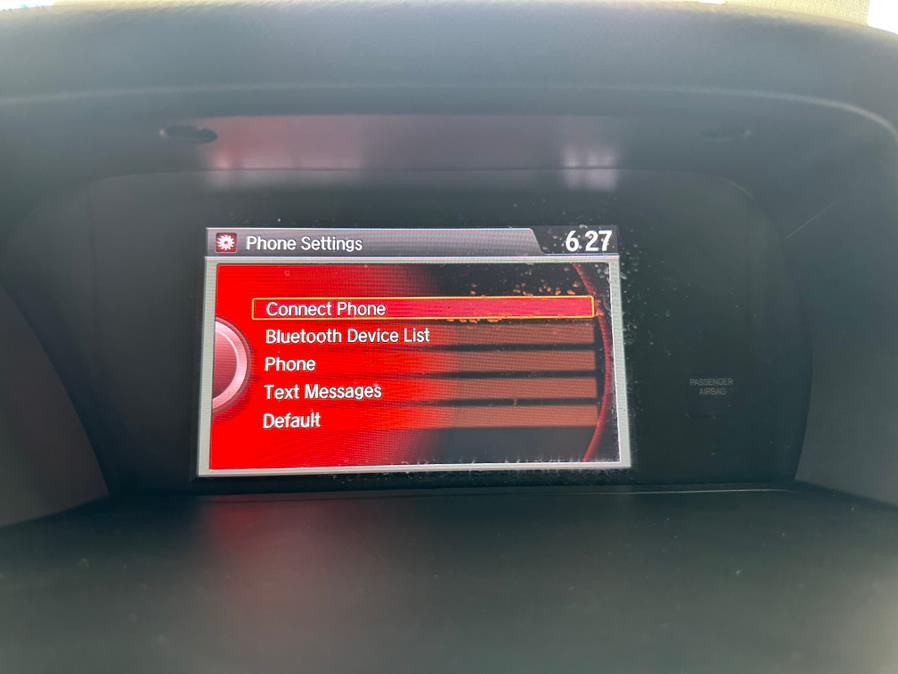 Phone Settings
6:27
Connect Phone
Bluetooth Device List
Phone
Text Messages
Default
PASSENGER
AIRBAG